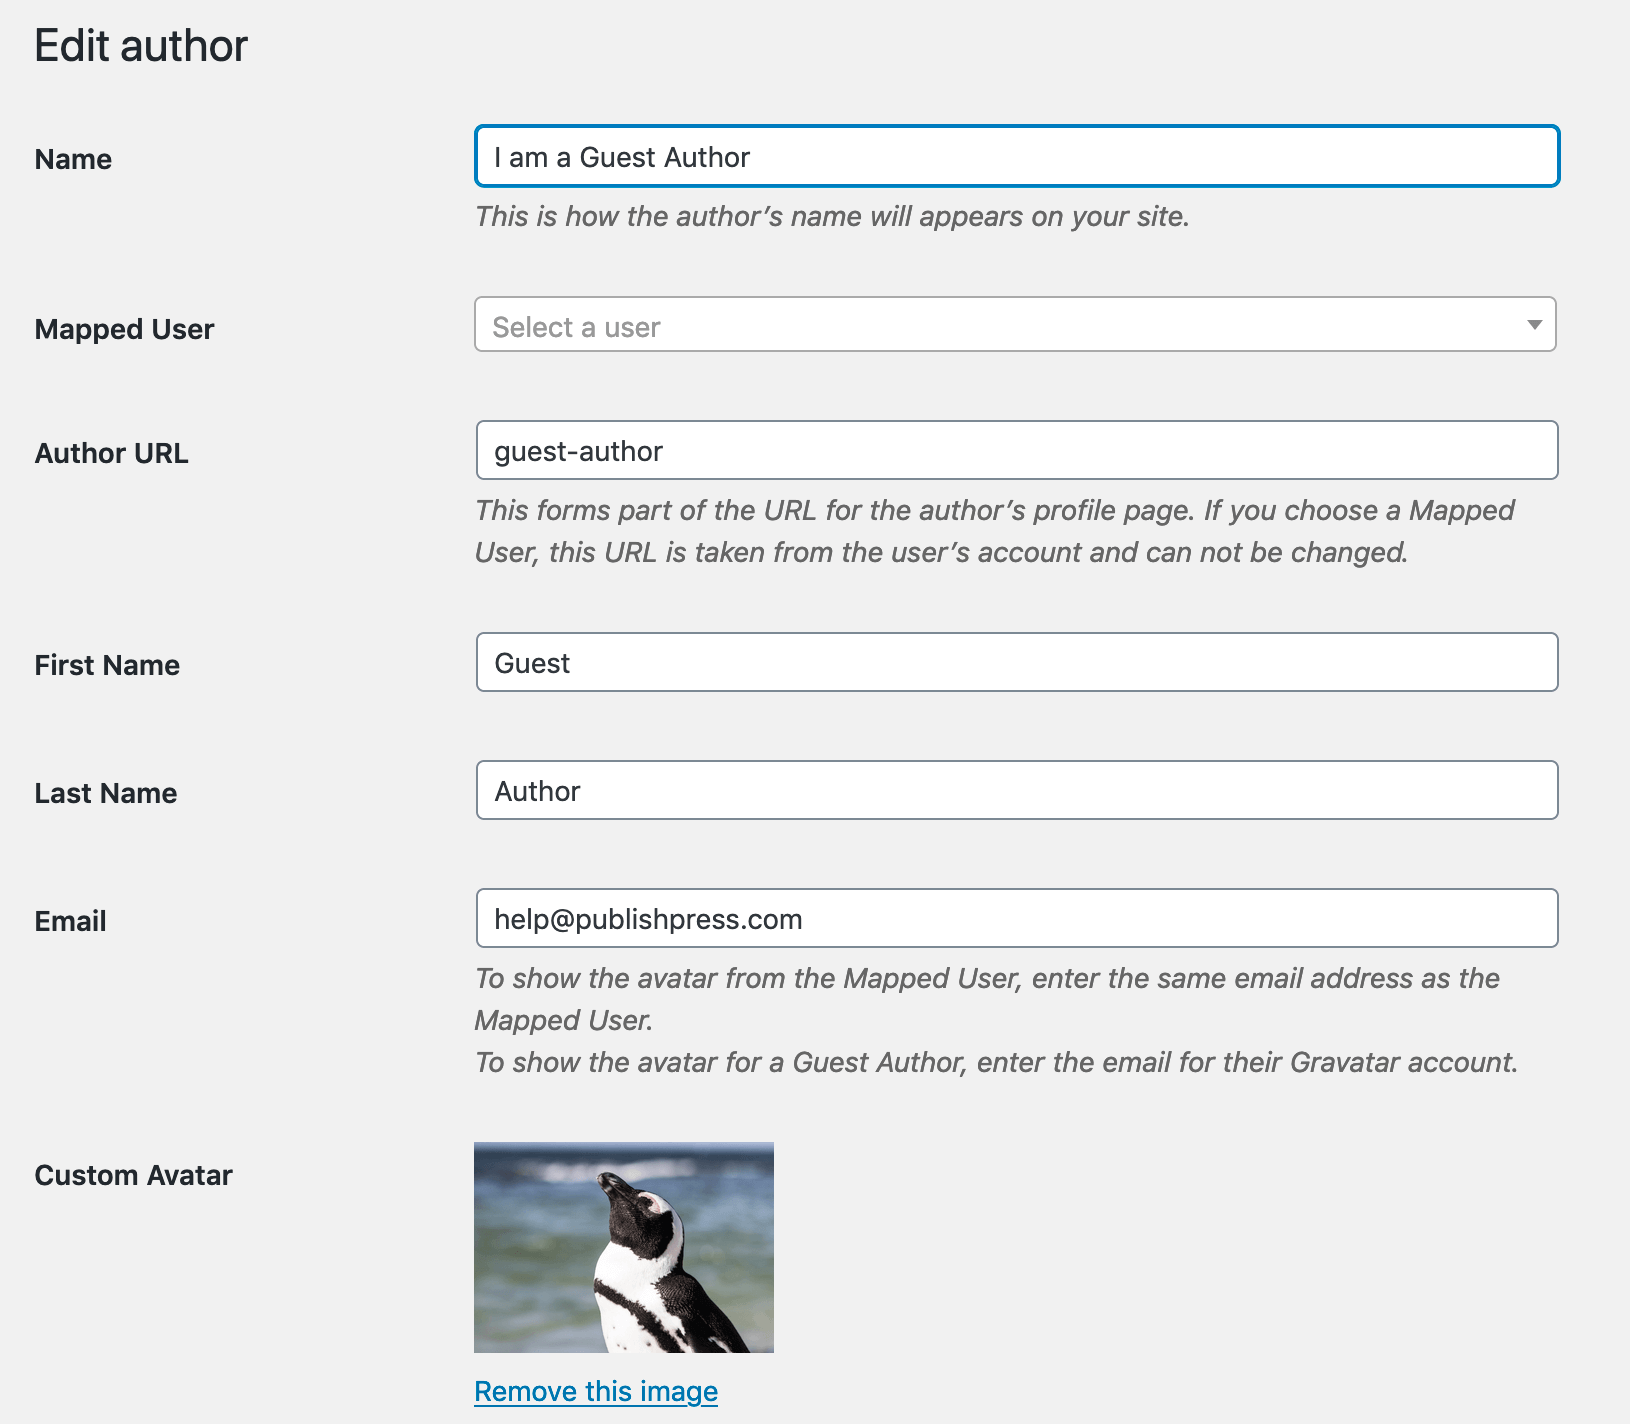 Edit author
Name
I am a Guest Author
This is how the author’s name will appears on your site.
Mapped User
Select a user
Author URL
guest-author
This forms part of the URL for the author’s profile page. If you choose a Mapped
User, this URL is taken from the user’s account and can not be changed.
First Name
Guest
Last Name
Author
Email
help@publishpress.com
To show the avatar from the Mapped User, enter the same email address as the
Mapped User.
To show the avatar for a Guest Author, enter the email for their Gravatar account.
Custom Avatar
Remove this image